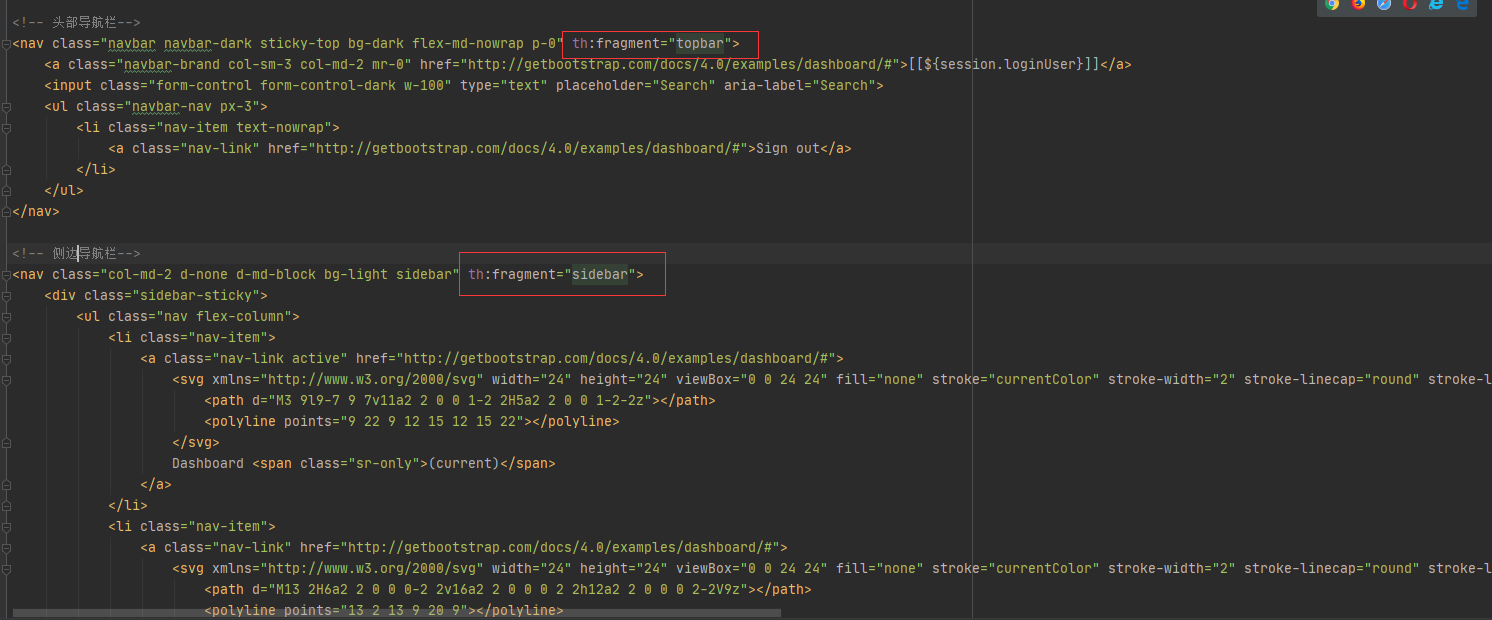 <!-- 头部导航栏-->
<nav class="navbar navbar-dark sticky-top bg-dark flex-md-nowrap p-0" th:fragment="topbar">
<a class="navbar-brand col-sm-3 col-md-2 mr-0" href="http://getbootstrap.com/docs/4.0/examples/dashboard/#">[[${session.loginUser}]]</a>
<input class="form-control form-control-dark w-100" type="text" placeholder="Search" aria-label="Search">
<ul class="navbar-nav px-3">
<li class="nav-item text-nowrap">
<a class="nav-link" href="http://getbootstrap.com/docs/4.0/examples/dashboard/#">Sign out</a>
</li>
</ul>
</nav>
<!-- 侧边导航栏-->
<nav class="col-md-2 d-none d-md-block bg-light sidebar" th:fragment="sidebar">
<div class="sidebar-sticky">
<ul class="nav flex-column">
<li class="nav-item">
<a class="nav-link active" href="http://getbootstrap.com/docs/4.0/examples/dashboard/#">
<svg xmlns="http://www.w3.org/2000/svg" width="24" height="24" viewBox="0 0 24 24" fill="none" stroke="currentColor" stroke-width="2" stroke-linecap="round" stroke-l
<path d="M3 9l9-7 9 7v11a2 2 0 0 1-2 2H5a2 2 0 0 1-2-2z"></path>
<polyline points="9 22 9 12 15 12 15 22"></polyline>
</svg>
Dashboard <span class="sr-only">(current)</span>
</a>
</li>
<li class="nav-item">
<a class="nav-link" href="http://getbootstrap.com/docs/4.0/examples/dashboard/#">
<svg xmlns="http://www.w3.org/2000/svg" width="24" height="24" viewBox="0 0 24 24" fill="none" stroke="currentColor" stroke-width="2" stroke-linecap="round" stroke-l
<path d="M13 2H6a2 2 0 0 0-2 2v16a2 2 0 0 0 2 2h12a2 2 0 0 0 2-2V9z"></path>
<polyline points="13 2 13 9 20 9"></polyline>